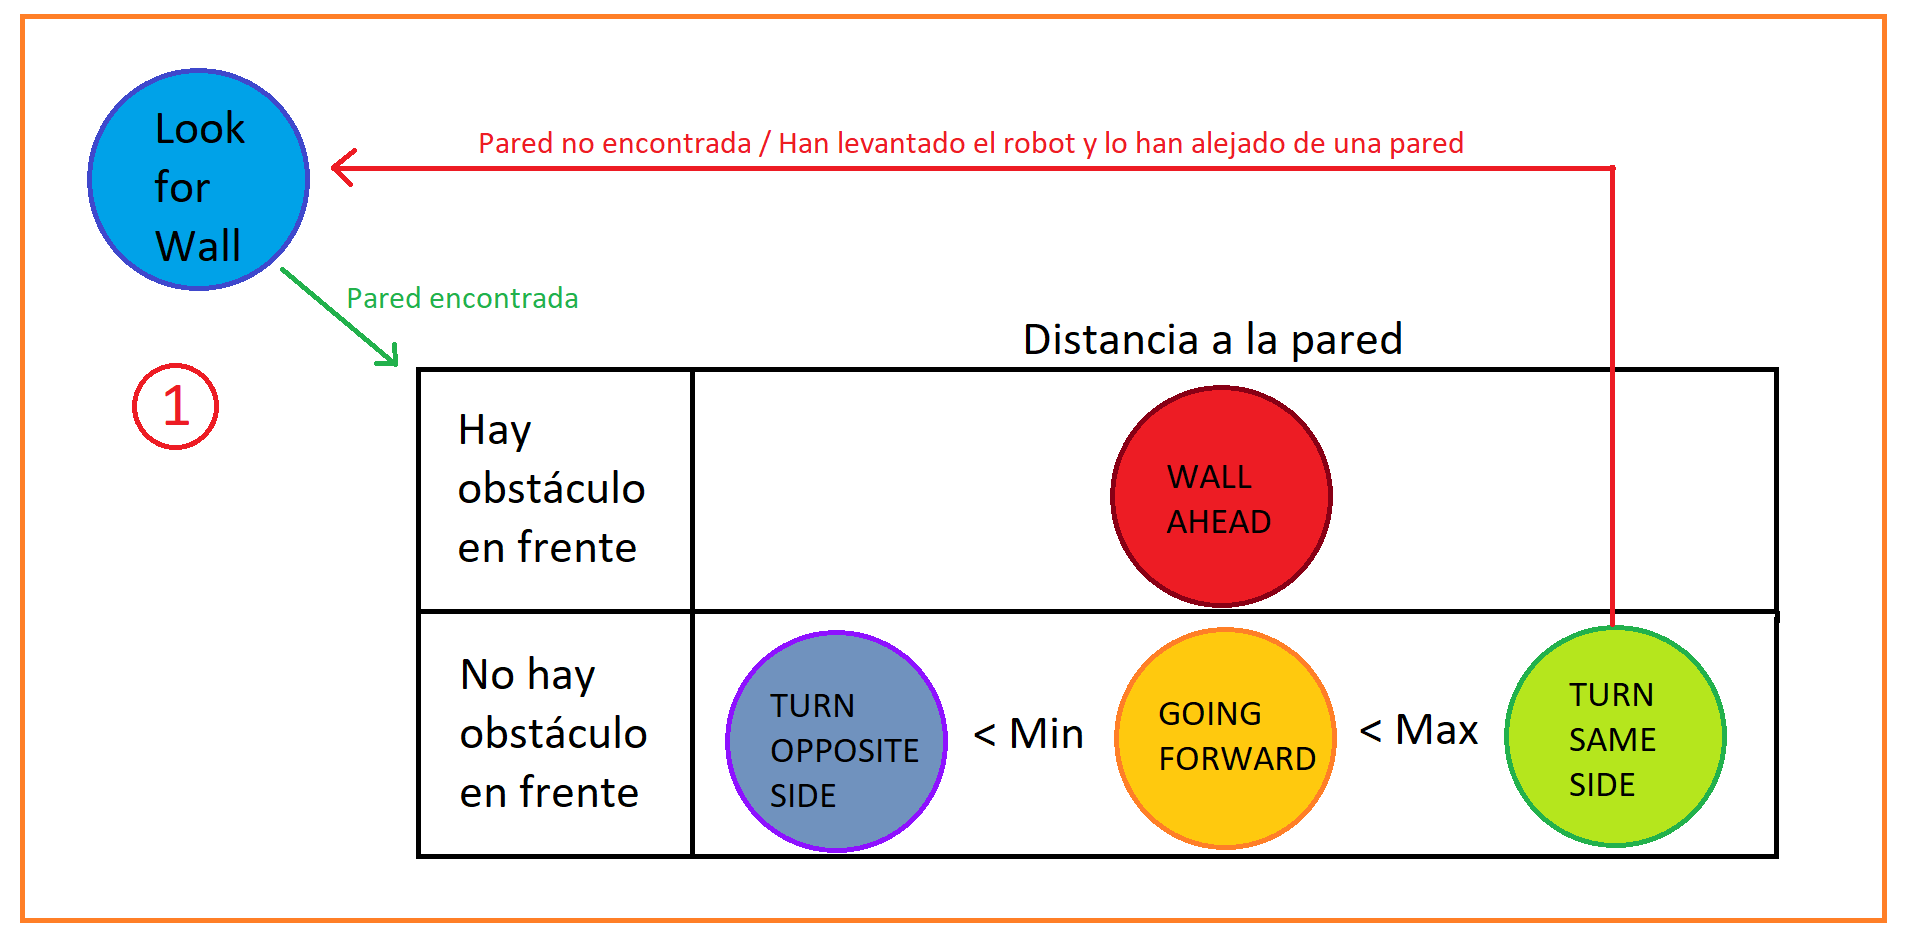 Look
for
Wall
Pared no encontrada / Han levantado el robot y lo han alejado de una pared
Pared encontrada
1
Distancia a la pared
Hay
obstáculo
en frente
WALL
AHEAD
No hay
obstáculo
en frente
TURN
OPPOSITE
SIDE
< Min
GOING
FORWARD
< Max
TURN
SAME
SIDE